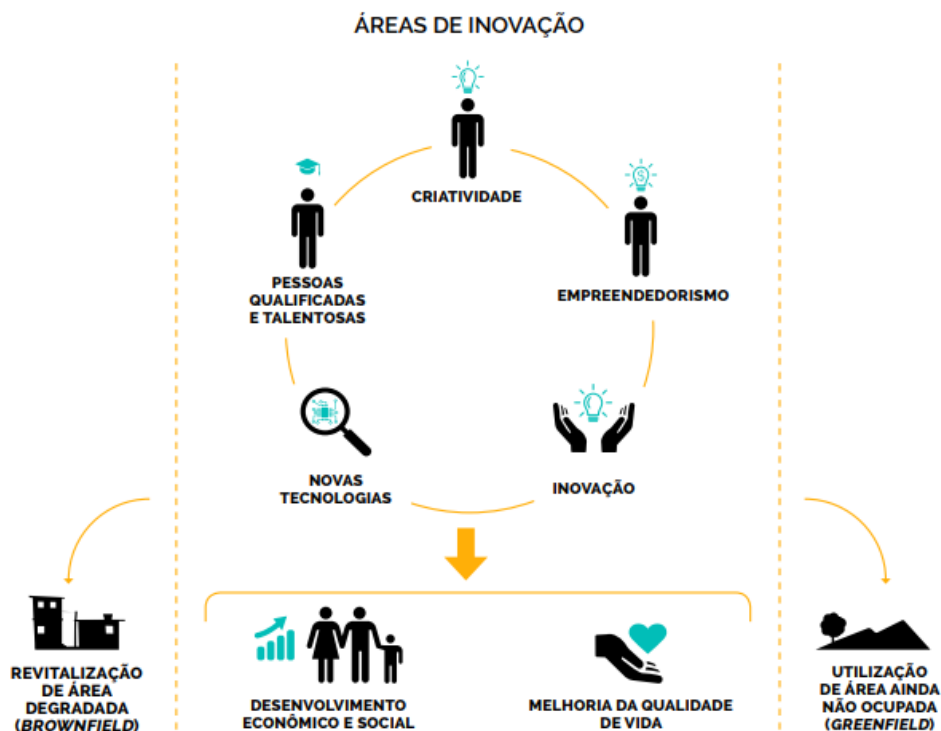 ÁREAS DE INOVAÇÃO
CRIATIVIDADE
PESSOAS
QUALIFICADAS
E TALENTOSAS
EMPREENDEDORISMO
NOVAS
TECNOLOGIAS
INOVAÇÃO
REVITALIZAÇÃO
DE ÁREA
DEGRADADA
(BROWNFIELD)
DESENVOLVIMENTO
ECONÔMICO E SOCIAL
MELHORIA DA QUALIDADE
DE VIDA
UTILIZAÇÃO
DE ÁREA AINDA
NÃO OCUPADA
(GREENFIELD)